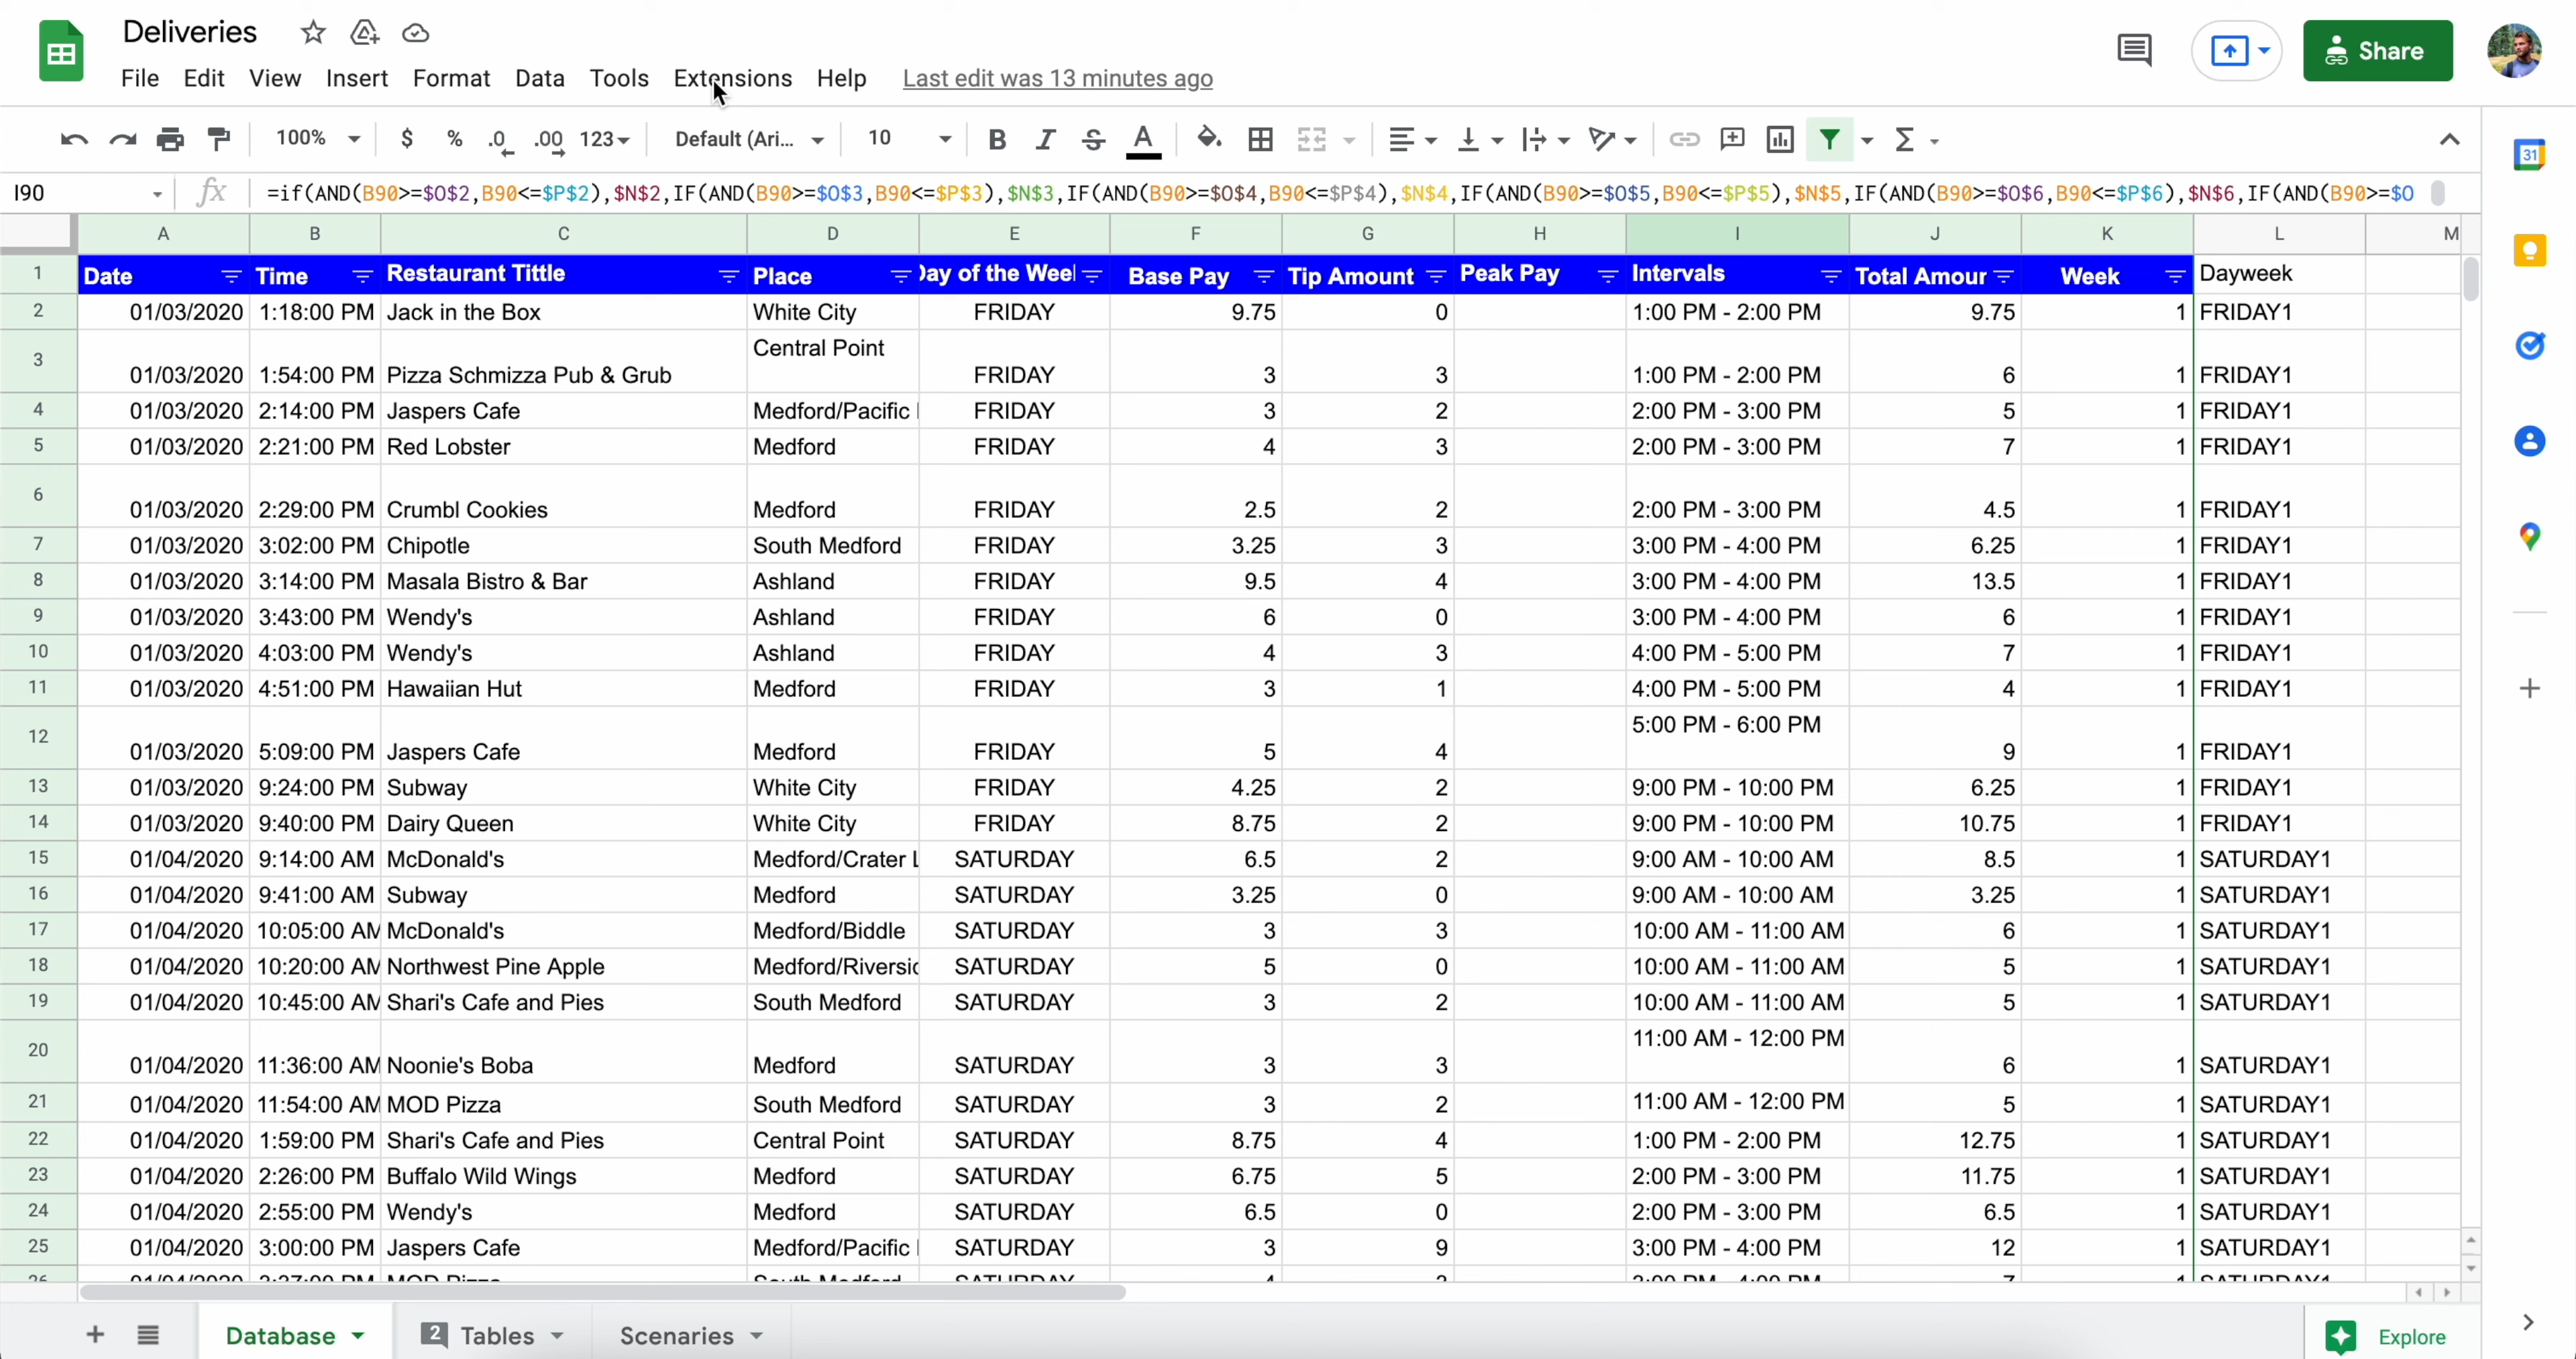 Deliveries
File Edit View Insert Format Data Tools Extensions Help Last edit was 13 minutes ago
Share
100% $ % .0 .00 123 Default (Ari... 10 B I S A
I90 fx =if(AND(B90>=$O$2,B90<=$P$2),$N$2,IF(AND(B90>=$O$3,B90<=$P$3),$N$3,IF(AND(B90>=$O$4,B90<=$P$4),$N$4,IF(AND(B90>=$O$5,B90<=$P$5),$N$5,IF(AND(B90>=$O$6,B90<=$P$6),$N$6,IF(AND(B90>=$O
A B C D E F G H I J K L M
1 Date Time Restaurant Tittle Place Day of the Weel Base Pay Tip Amount Peak Pay Intervals Total Amour Week Dayweek
2 01/03/2020 1:18:00 PM Jack in the Box White City FRIDAY 9.75 0 1:00 PM - 2:00 PM 9.75 1 FRIDAY1
3 01/03/2020 1:54:00 PM Pizza Schmizza Pub & Grub Central Point FRIDAY 3 3 1:00 PM - 2:00 PM 6 1 FRIDAY1
4 01/03/2020 2:14:00 PM Jaspers Cafe Medford/Pacific FRIDAY 3 2 2:00 PM - 3:00 PM 5 1 FRIDAY1
5 01/03/2020 2:21:00 PM Red Lobster Medford FRIDAY 4 3 2:00 PM - 3:00 PM 7 1 FRIDAY1
6 01/03/2020 2:29:00 PM Crumbl Cookies Medford FRIDAY 2.5 2 2:00 PM - 3:00 PM 4.5 1 FRIDAY1
7 01/03/2020 3:02:00 PM Chipotle South Medford FRIDAY 3.25 3 3:00 PM - 4:00 PM 6.25 1 FRIDAY1
8 01/03/2020 3:14:00 PM Masala Bistro & Bar Ashland FRIDAY 9.5 4 3:00 PM - 4:00 PM 13.5 1 FRIDAY1
9 01/03/2020 3:43:00 PM Wendy's Ashland FRIDAY 6 0 3:00 PM - 4:00 PM 6 1 FRIDAY1
10 01/03/2020 4:03:00 PM Wendy's Ashland FRIDAY 4 3 4:00 PM - 5:00 PM 7 1 FRIDAY1
11 01/03/2020 4:51:00 PM Hawaiian Hut Medford FRIDAY 3 1 4:00 PM - 5:00 PM 4 1 FRIDAY1
12 01/03/2020 5:09:00 PM Jaspers Cafe Medford FRIDAY 5 4 5:00 PM - 6:00 PM 9 1 FRIDAY1
13 01/03/2020 9:24:00 PM Subway White City FRIDAY 4.25 2 9:00 PM - 10:00 PM 6.25 1 FRIDAY1
14 01/03/2020 9:40:00 PM Dairy Queen White City FRIDAY 8.75 2 9:00 PM - 10:00 PM 10.75 1 FRIDAY1
15 01/04/2020 9:14:00 AM McDonald's Medford/Crater L SATURDAY 6.5 2 9:00 AM - 10:00 AM 8.5 1 SATURDAY1
16 01/04/2020 9:41:00 AM Subway Medford SATURDAY 3.25 0 9:00 AM - 10:00 AM 3.25 1 SATURDAY1
17 01/04/2020 10:05:00 AM McDonald's Medford/Biddle SATURDAY 3 3 10:00 AM - 11:00 AM 6 1 SATURDAY1
18 01/04/2020 10:20:00 AM Northwest Pine Apple Medford/Riversic SATURDAY 5 0 10:00 AM - 11:00 AM 5 1 SATURDAY1
19 01/04/2020 10:45:00 AM Shari's Cafe and Pies South Medford SATURDAY 3 2 10:00 AM - 11:00 AM 5 1 SATURDAY1
20 01/04/2020 11:36:00 AM Noonie's Boba Medford SATURDAY 3 3 11:00 AM - 12:00 PM 6 1 SATURDAY1
21 01/04/2020 11:54:00 AM MOD Pizza South Medford SATURDAY 3 2 11:00 AM - 12:00 PM 5 1 SATURDAY1
22 01/04/2020 1:59:00 PM Shari's Cafe and Pies Central Point SATURDAY 8.75 4 1:00 PM - 2:00 PM 12.75 1 SATURDAY1
23 01/04/2020 2:26:00 PM Buffalo Wild Wings Medford SATURDAY 6.75 5 2:00 PM - 3:00 PM 11.75 1 SATURDAY1
24 01/04/2020 2:55:00 PM Wendy's Medford SATURDAY 6.5 0 2:00 PM - 3:00 PM 6.5 1 SATURDAY1
25 01/04/2020 3:00:00 PM Jaspers Cafe Medford/Pacific SATURDAY 3 9 3:00 PM - 4:00 PM 12 1 SATURDAY1
Database 2 Tables Scenaries Explore
31